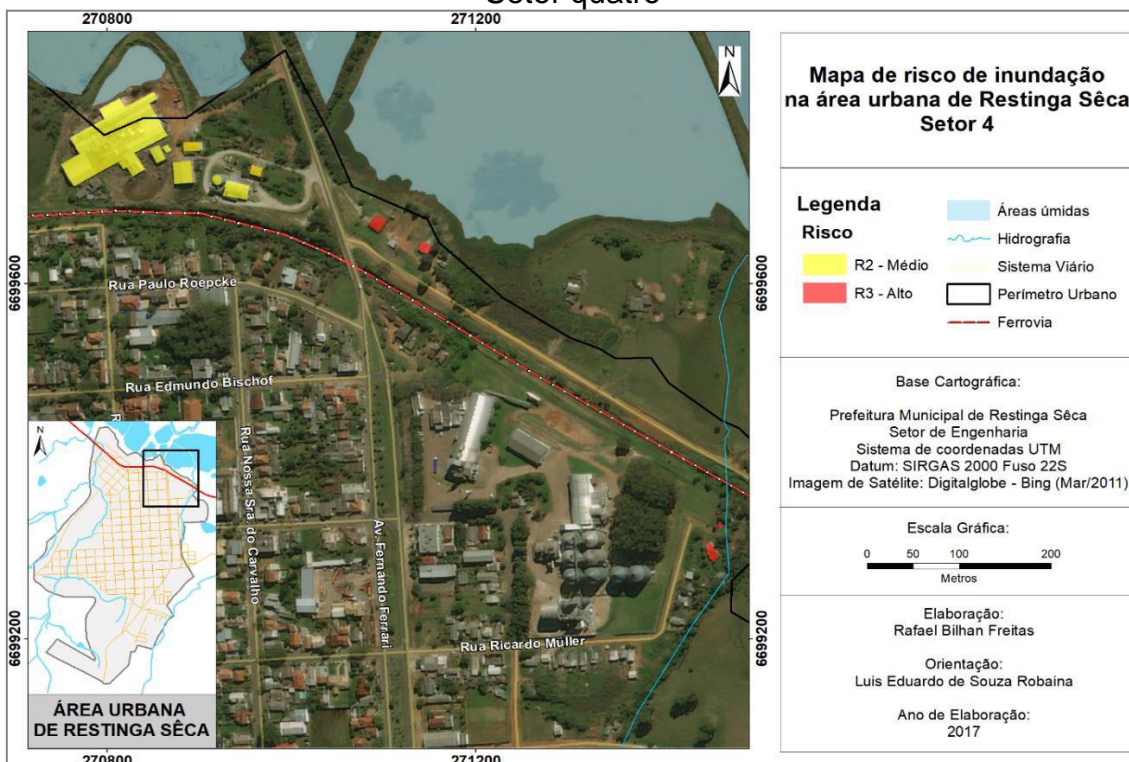 Setor quatro
270800
271200
N
6699600
6699200
Rua Paulo Roepcke
Rua Edmundo Bischof
R
Rua Nossa Sra. do Carvalho
Av. Fernando Ferrari
Rua Ricardo Müller
N
ÁREA URBANA
DE RESTINGA SÊCA
270800
271200
6699600
6699200
Mapa de risco de inundação
na área urbana de Restinga Sêca
Setor 4
Legenda
Risco
R2 - Médio
R3 - Alto
Áreas úmidas
Hidrografia
Sistema Viário
Perímetro Urbano
Ferrovia
Base Cartográfica:
Prefeitura Municipal de Restinga Sêca
Setor de Engenharia
Sistema de coordenadas UTM
Datum: SIRGAS 2000 Fuso 22S
Imagem de Satélite: Digitalglobe - Bing (Mar/2011)
Escala Gráfica:
0 50 100 200
Metros
Elaboração:
Rafael Bilhan Freitas
Orientação:
Luis Eduardo de Souza Robaina
Ano de Elaboração:
2017